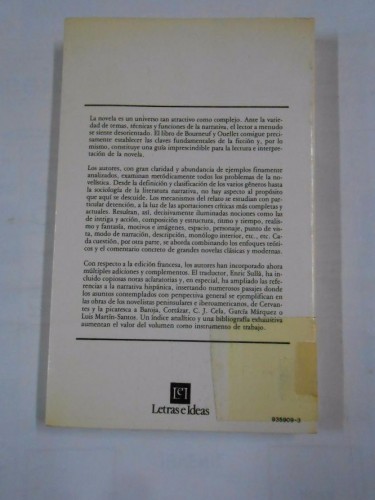 La novela es un universo tan atractivo como complejo. Ante la varie-
dad de temas, técnicas y funciones de la narrativa, el lector a menudo
se siente desorientado. El libro de Bourneuf y Ouellet consigue preci-
samente establecer las claves fundamentales de la ficción y, por lo
mismo, constituye una guía imprescindible para la lectura e interpre-
tación de la novela.
Los autores, con gran claridad y abundancia de ejemplos finamente
analizados, examinan metódicamente todos los problemas de la no-
velística. Desde la definición y clasificación de los varios géneros hasta
la sociología de la literatura narrativa, no hay aspecto al propósito
que aquí se descuide. Los mecanismos del relato se estudian con par-
ticular detención, a la luz de las aportaciones críticas más completas y
actuales. Resultan, así, decisivamente iluminadas nociones como las
de intriga y acción, composición y estructura, ritmo y tiempo, realis-
mo y fantasía, motivos e imágenes, espacio, personaje, punto de vis-
ta, modo de narración, descripción, monólogo interior, etc., etc. Ca-
da cuestión, por otra parte, se aborda combinando los enfoques teóri-
cos y el comentario concreto de grandes novelas clásicas y modernas.
Con respecto a la edición francesa, los autores han incorporado ahora
múltiples adiciones y complementos. El traductor, Enric Sullà, ha in-
cluido copiosas notas aclaratorias y, en especial, ha ampliado las refe-
rencias a la narrativa hispánica, insertando numerosos pasajes donde
los asuntos contemplados con perspectiva general se ejemplifican en
las obras de los novelistas peninsulares e iberoamericanos, de Cervan-
tes y la picaresca a Baroja, Cortázar, C. J. Cela, García Márquez o
Luis Martín-Santos. Un índice analítico y una bibliografía exhaustiva
aumentan el valor del volumen como instrumento de trabajo.
Letras e Ideas